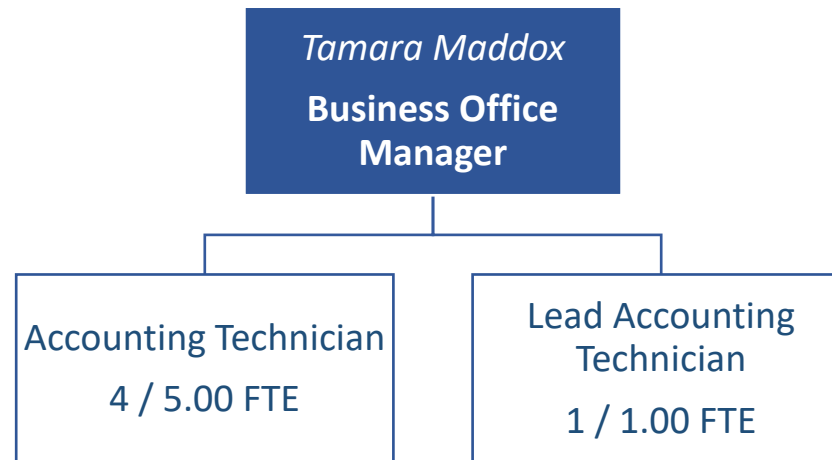 Tamara Maddox
Business Office
Manager
Accounting Technician
4 / 5.00 FTE
Lead Accounting
Technician
1 / 1.00 FTE